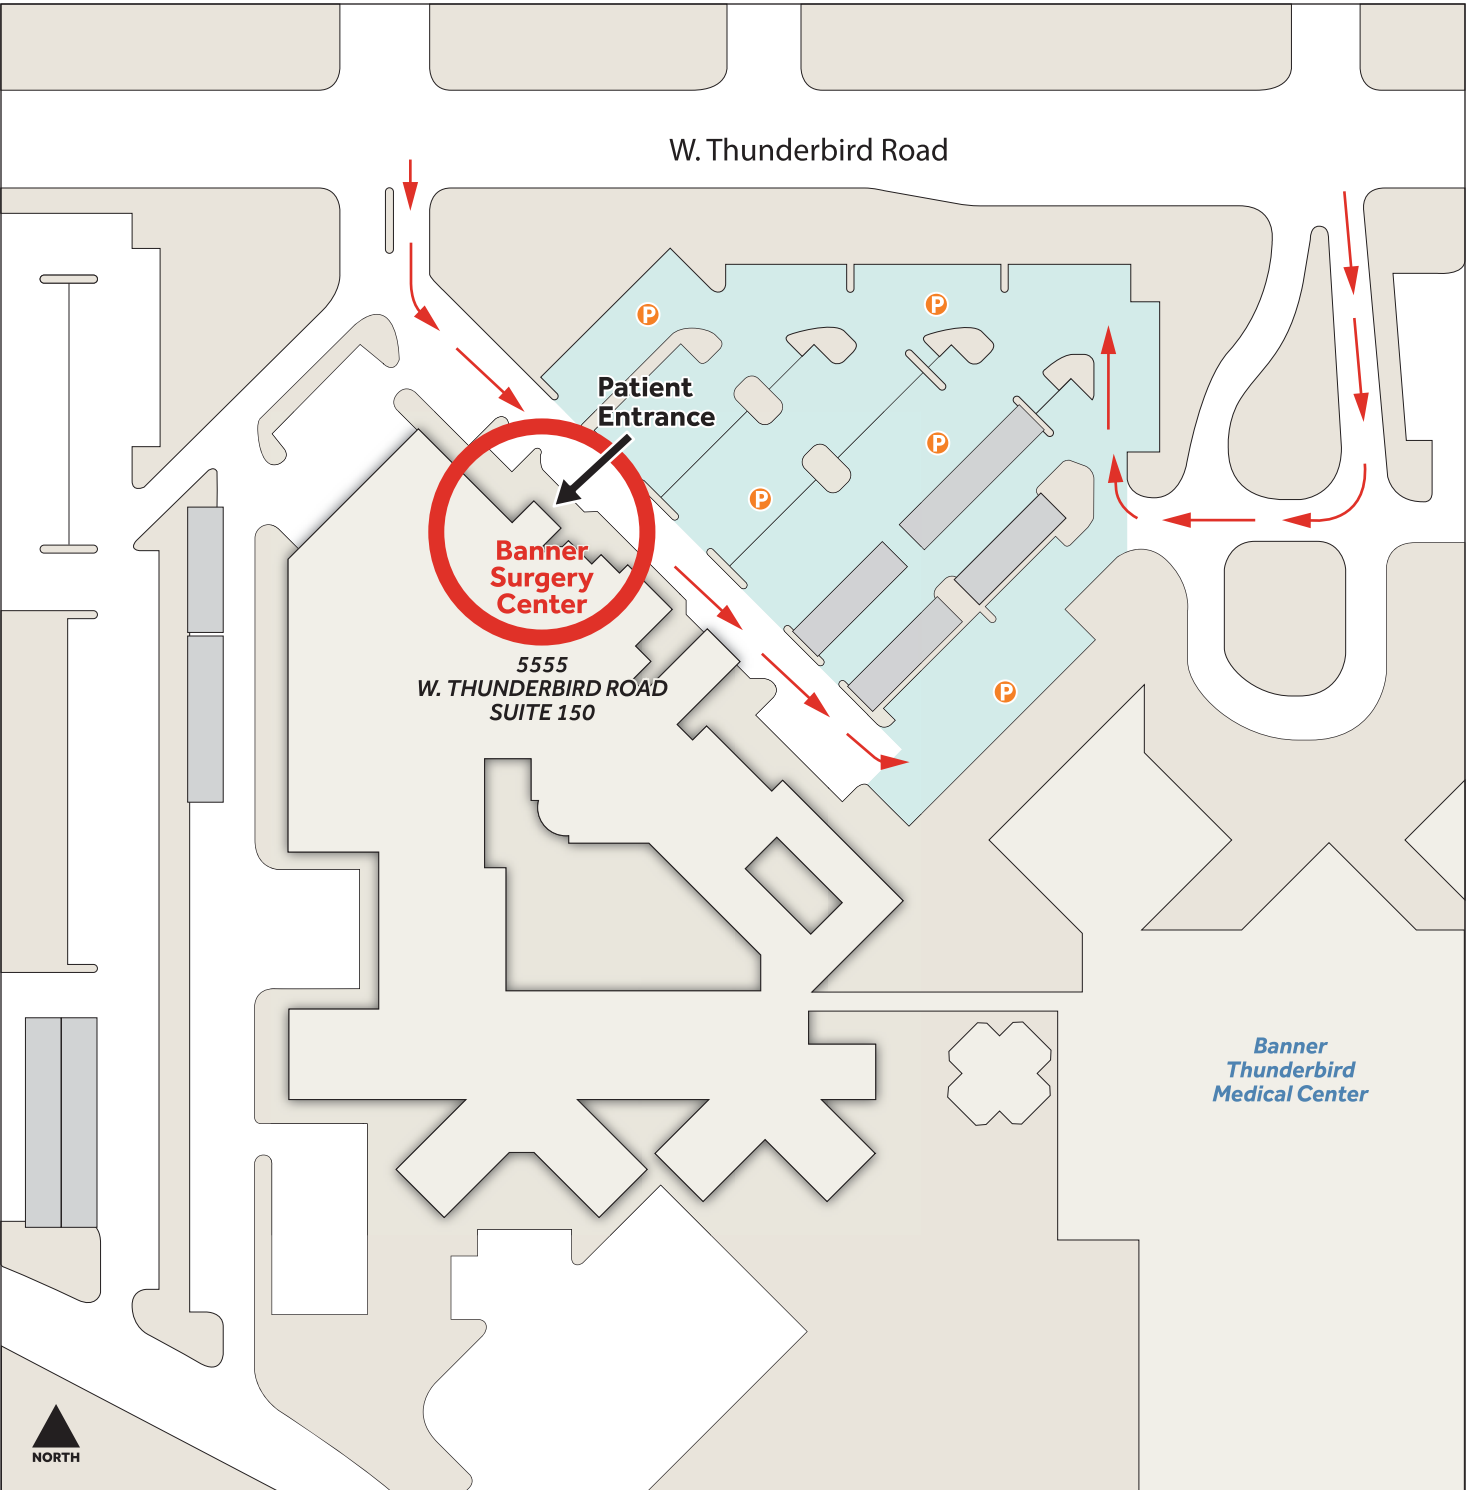 W. Thunderbird Road
P
P
Patient
Entrance
P
P
Banner
Surgery
Center
5555
W. THUNDERBIRD ROAD
SUITE 150
P
Banner
Thunderbird
Medical Center
NORTH